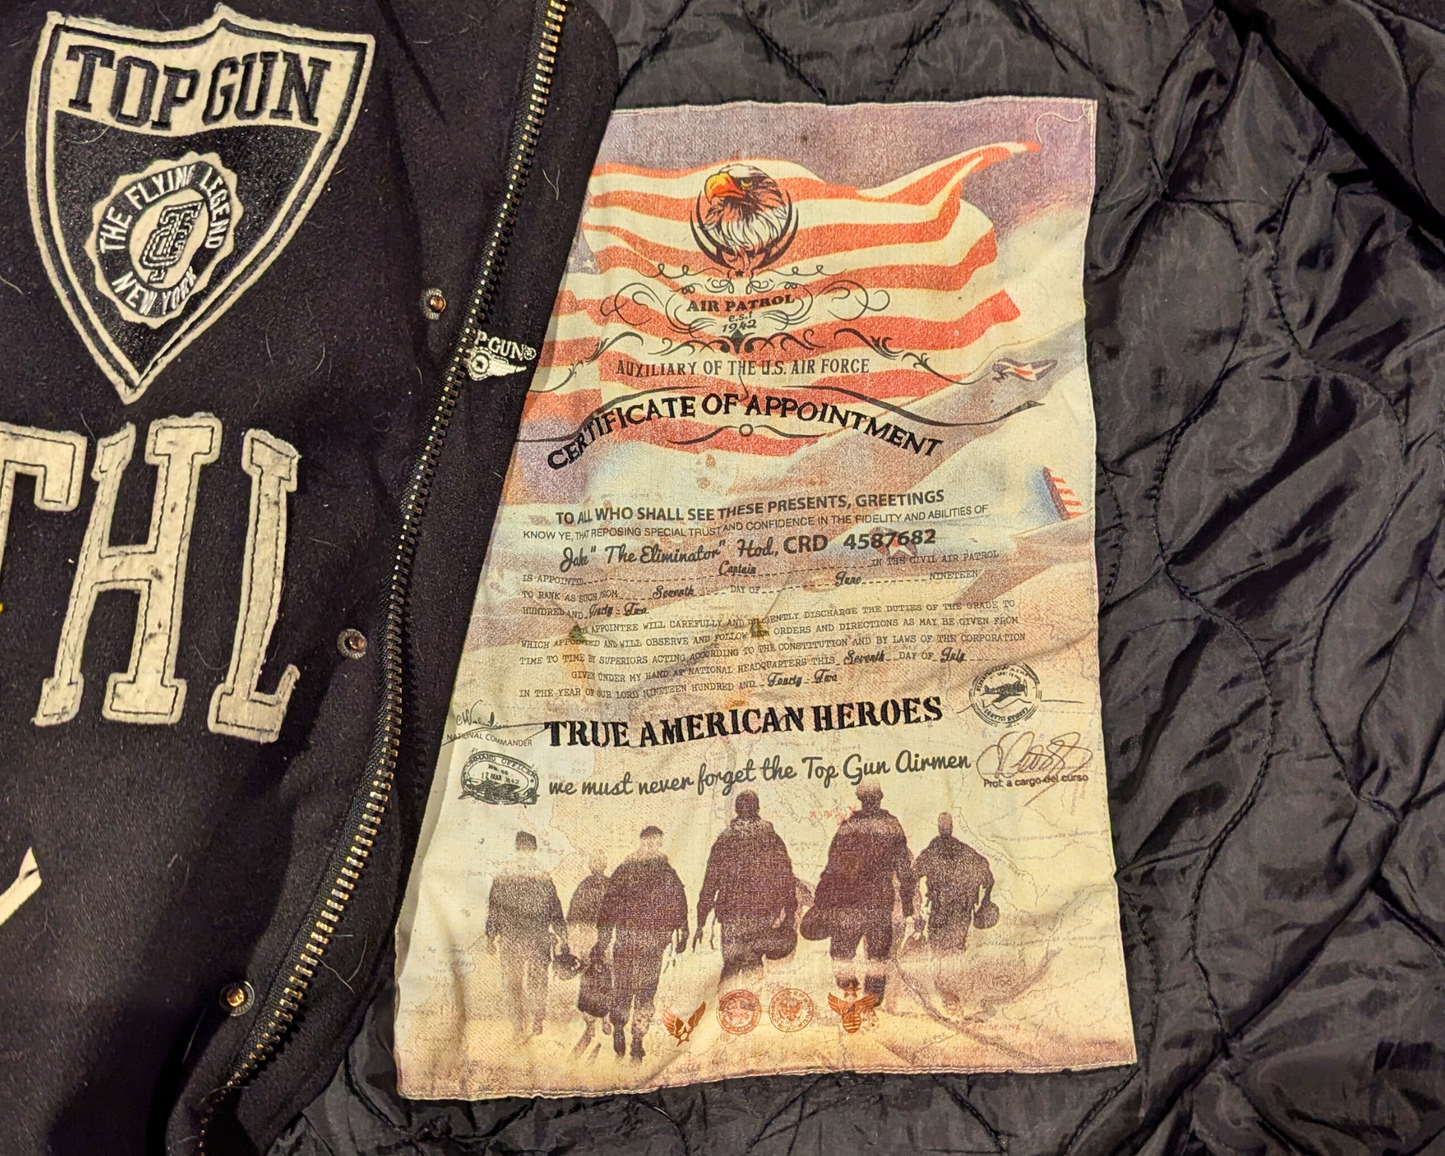 TOP GUN
THE FLYING LEGEND
NEW YORK
THL
P-GUN®
AIR PATROL
e.s.t
1942
AUXILIARY OF THE U.S. AIR FORCE
CERTIFICATE OF APPOINTMENT
TO ALL WHO SHALL SEE THESE PRESENTS, GREETINGS
KNOW YE, THAT REPOSING SPECIAL TRUST AND CONFIDENCE IN THE FIDELITY AND ABILITIES OF
Jake" The Eliminator" Hod, CRD 4587682
IS APPOINTED Captain IN THE CIVIL AIR PATROL
TO RANK AS SUCH FROM Seventh DAY OF June NINETEEN
HUNDRED AND Forty-Two
APPOINTEE WILL CAREFULLY AND DILIGENTLY DISCHARGE THE DUTIES OF THE GRADE TO
WHICH APPOINTED AND WILL OBSERVE AND FOLLOW SUCH ORDERS AND DIRECTIONS AS MAY BE GIVEN FROM
TIME TO TIME BY SUPERIORS ACTING ACCORDING TO THE CONSTITUTION AND BY LAWS OF THE CORPORATION
GIVEN UNDER MY HAND AT NATIONAL HEADQUARTERS THIS Seventh DAY OF July
IN THE YEAR OF OUR LORD NINETEEN HUNDRED AND Fourty-Two
NATIONAL COMMANDER
TRUE AMERICAN HEROES
we must never forget the Top Gun Airmen
Prof. a cargo del curso